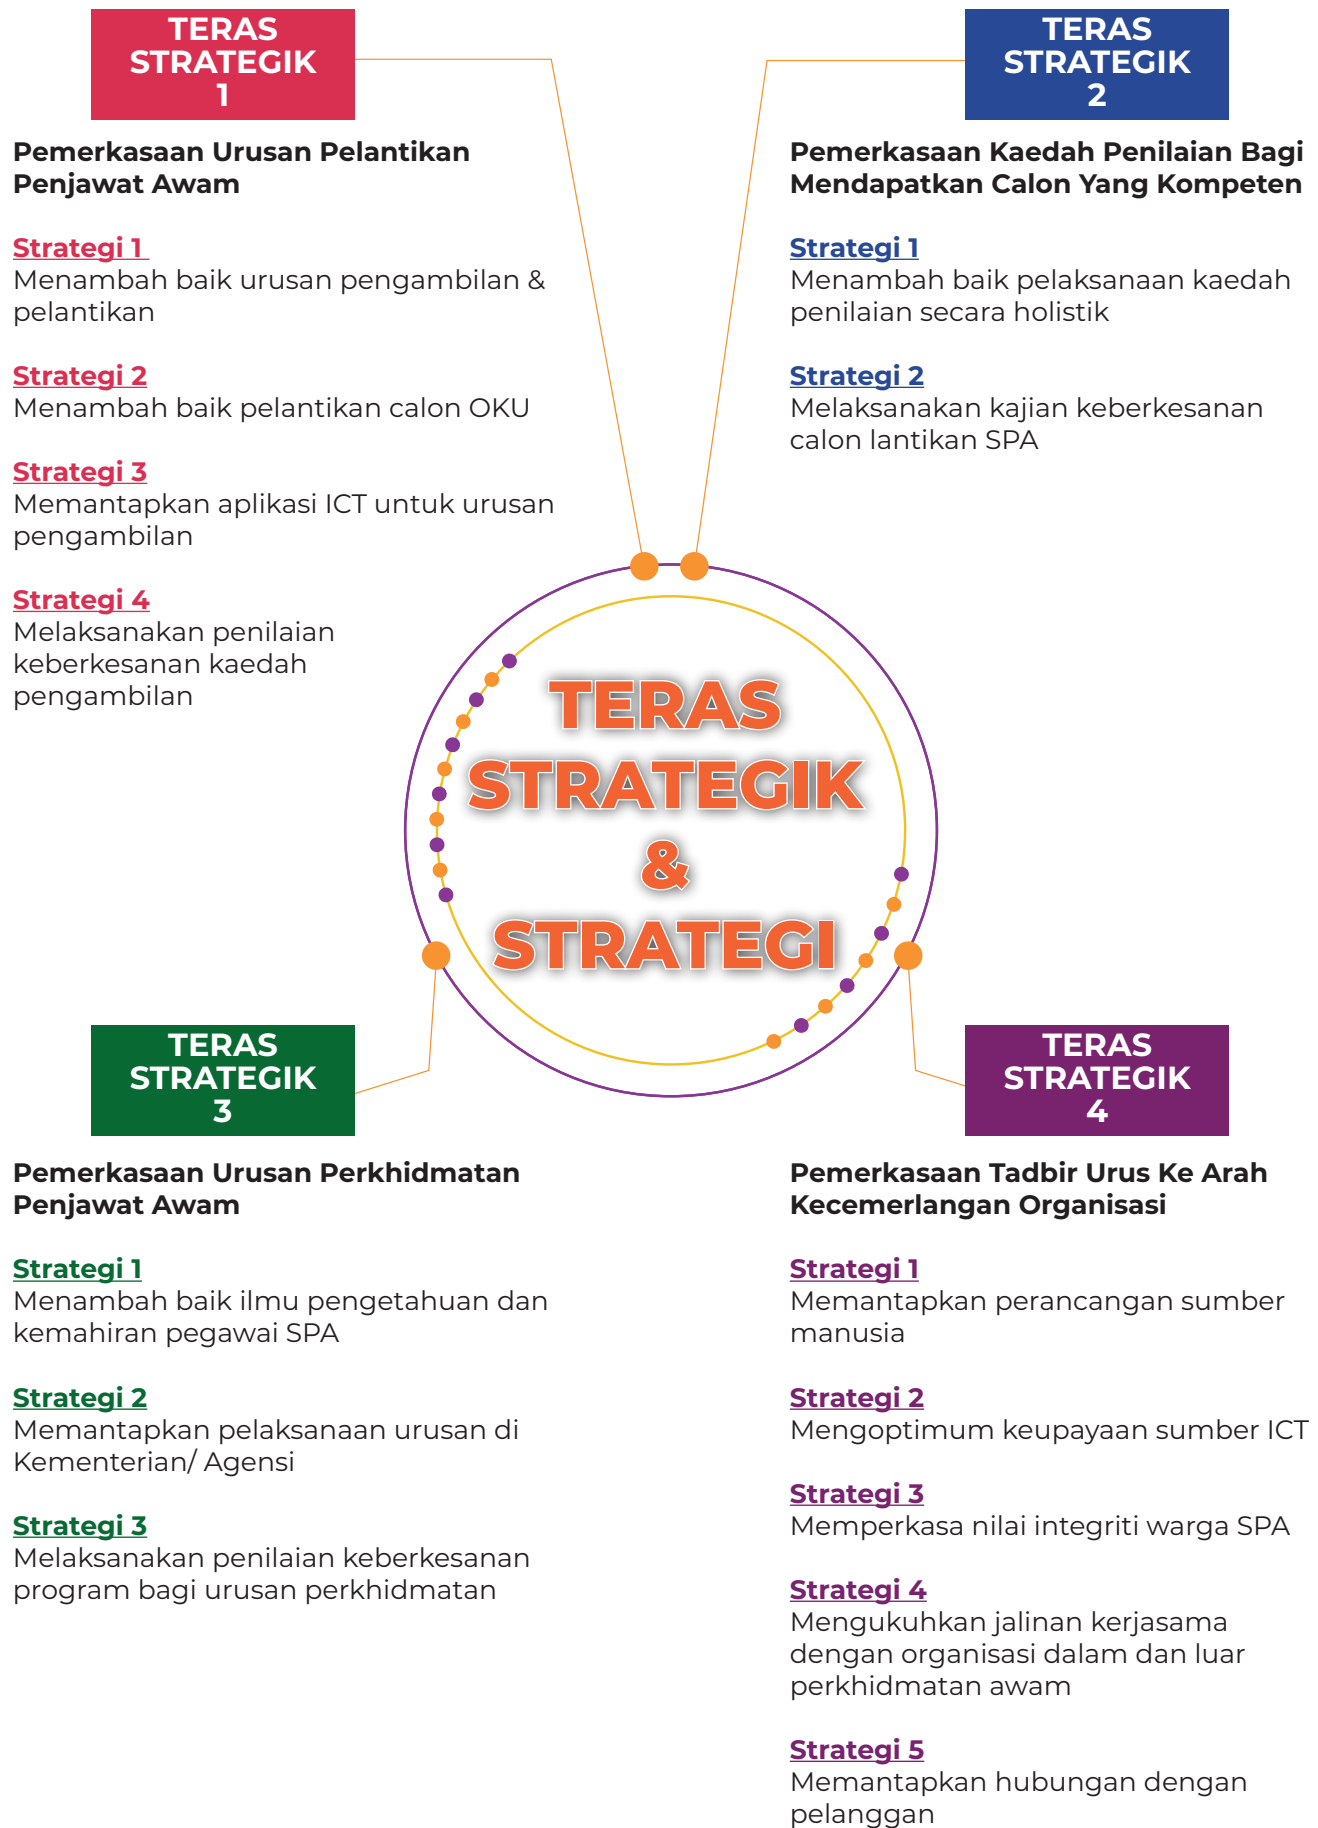 TERAS
STRATEGIK
1
Pemerkasaan Urusan Pelantikan
Penjawat Awam
Strategi 1
Menambah baik urusan pengambilan &
pelantikan
Strategi 2
Menambah baik pelantikan calon OKU
Strategi 3
Memantapkan aplikasi ICT untuk urusan
pengambilan
Strategi 4
Melaksanakan penilaian
keberkesanan kaedah
pengambilan
TERAS
STRATEGIK
2
Pemerkasaan Kaedah Penilaian Bagi
Mendapatkan Calon Yang Kompeten
Strategi 1
Menambah baik pelaksanaan kaedah
penilaian secara holistik
Strategi 2
Melaksanakan kajian keberkesanan
calon lantikan SPA
TERAS
STRATEGIK
&
STRATEGI
TERAS
STRATEGIK
3
Pemerkasaan Urusan Perkhidmatan
Penjawat Awam
Strategi 1
Menambah baik ilmu pengetahuan dan
kemahiran pegawai SPA
Strategi 2
Memantapkan pelaksanaan urusan di
Kementerian/ Agensi
Strategi 3
Melaksanakan penilaian keberkesanan
program bagi urusan perkhidmatan
TERAS
STRATEGIK
4
Pemerkasaan Tadbir Urus Ke Arah
Kecemerlangan Organisasi
Strategi 1
Memantapkan perancangan sumber
manusia
Strategi 2
Mengoptimum keupayaan sumber ICT
Strategi 3
Memperkasa nilai integriti warga SPA
Strategi 4
Mengukuhkan jalinan kerjasama
dengan organisasi dalam dan luar
perkhidmatan awam
Strategi 5
Memantapkan hubungan dengan
pelanggan